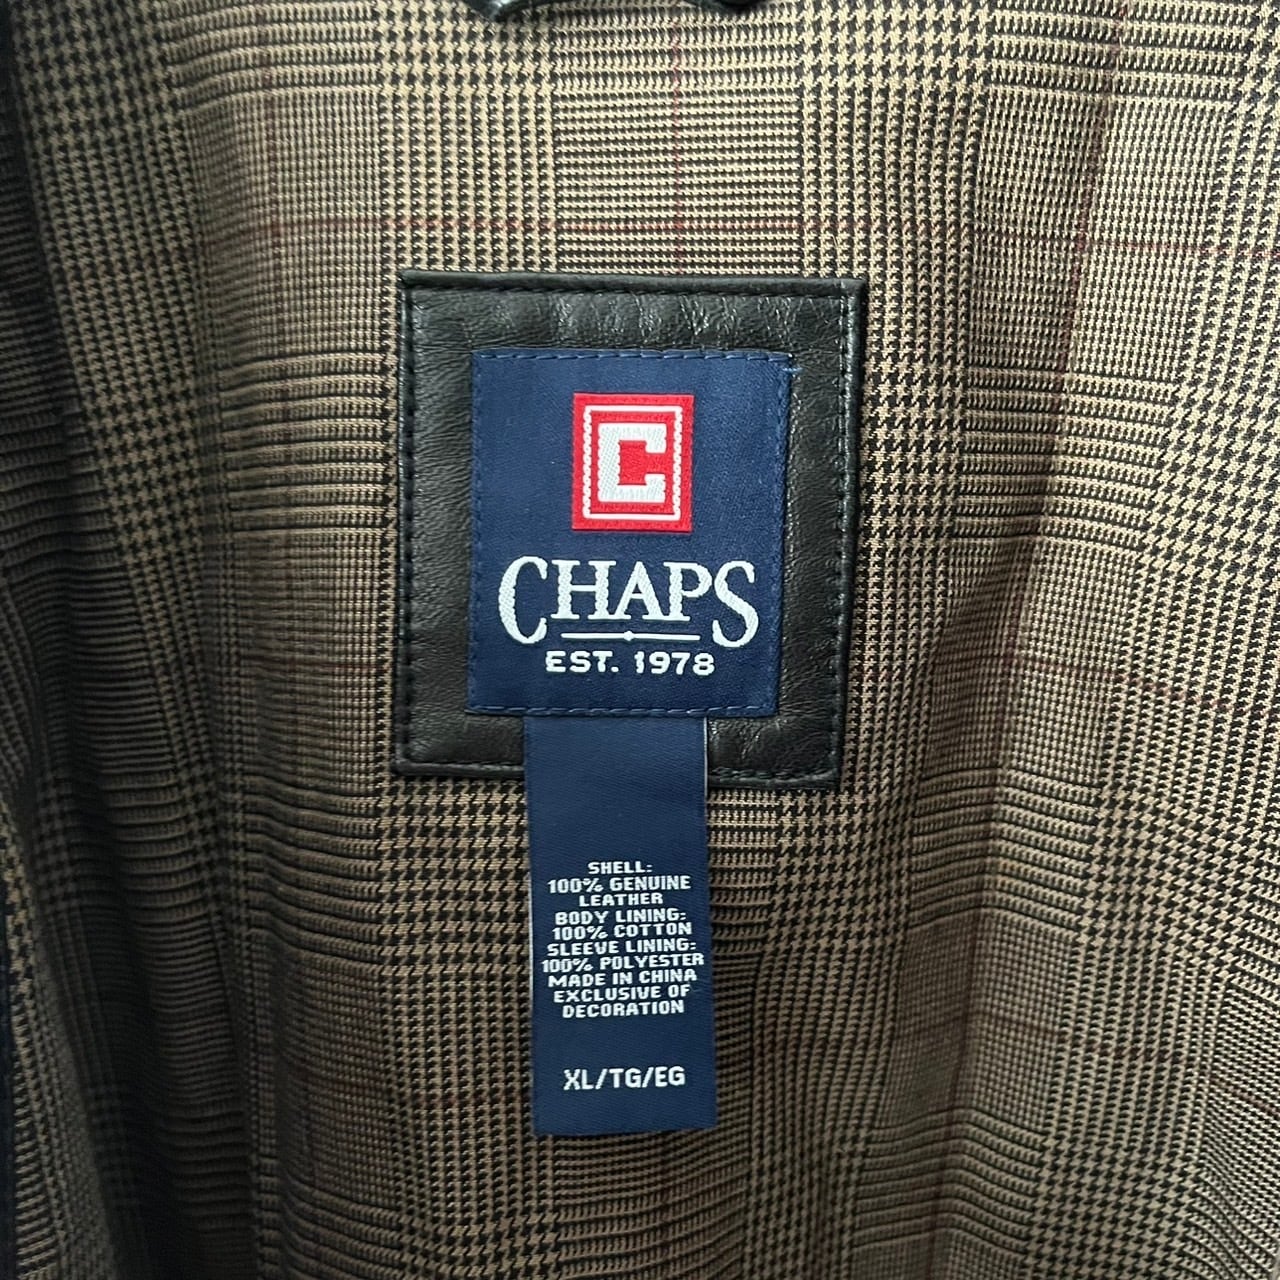 C
CHAPS
EST. 1978
SHELL:
100% GENUINE
LEATHER
BODY LINING:
100% COTTON
SLEEVE LINING:
100% POLYESTER
MADE IN CHINA
EXCLUSIVE OF
DECORATION
XL/TG/EG